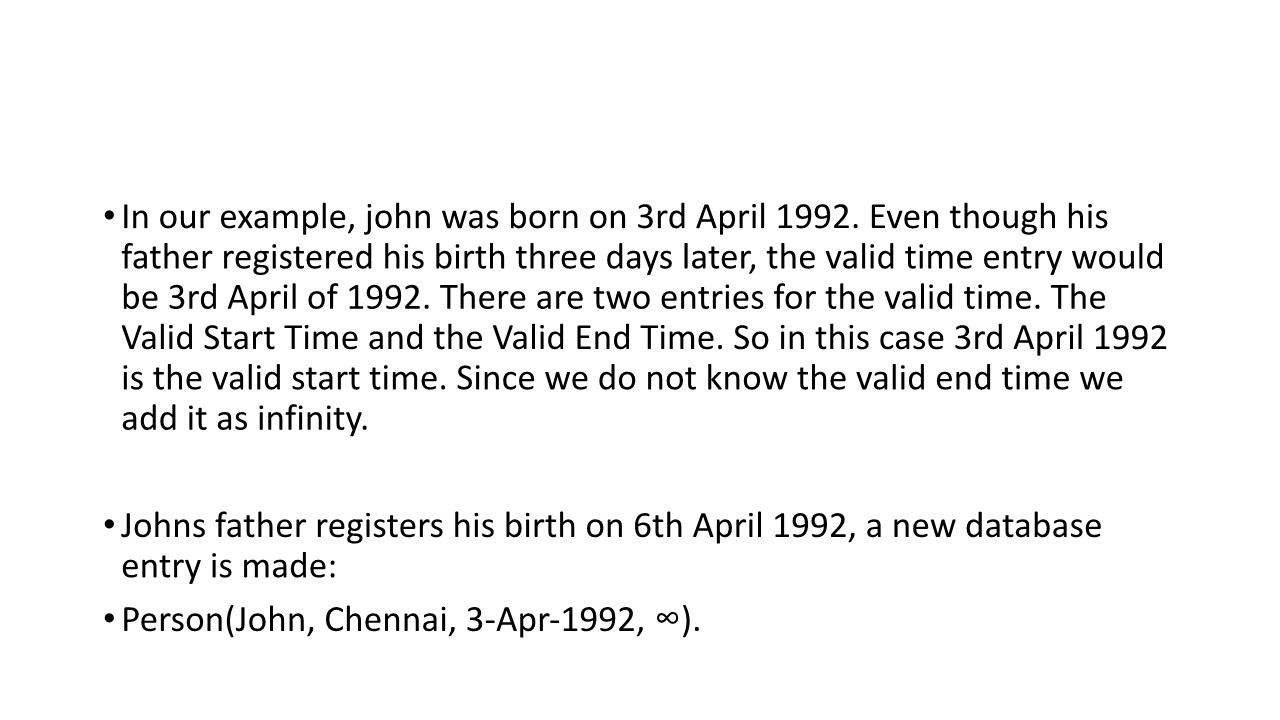 • In our example, john was born on 3rd April 1992. Even though his
father registered his birth three days later, the valid time entry would
be 3rd April of 1992. There are two entries for the valid time. The
Valid Start Time and the Valid End Time. So in this case 3rd April 1992
is the valid start time. Since we do not know the valid end time we
add it as infinity.
• Johns father registers his birth on 6th April 1992, a new database
entry is made:
• Person(John, Chennai, 3-Apr-1992, ∞).